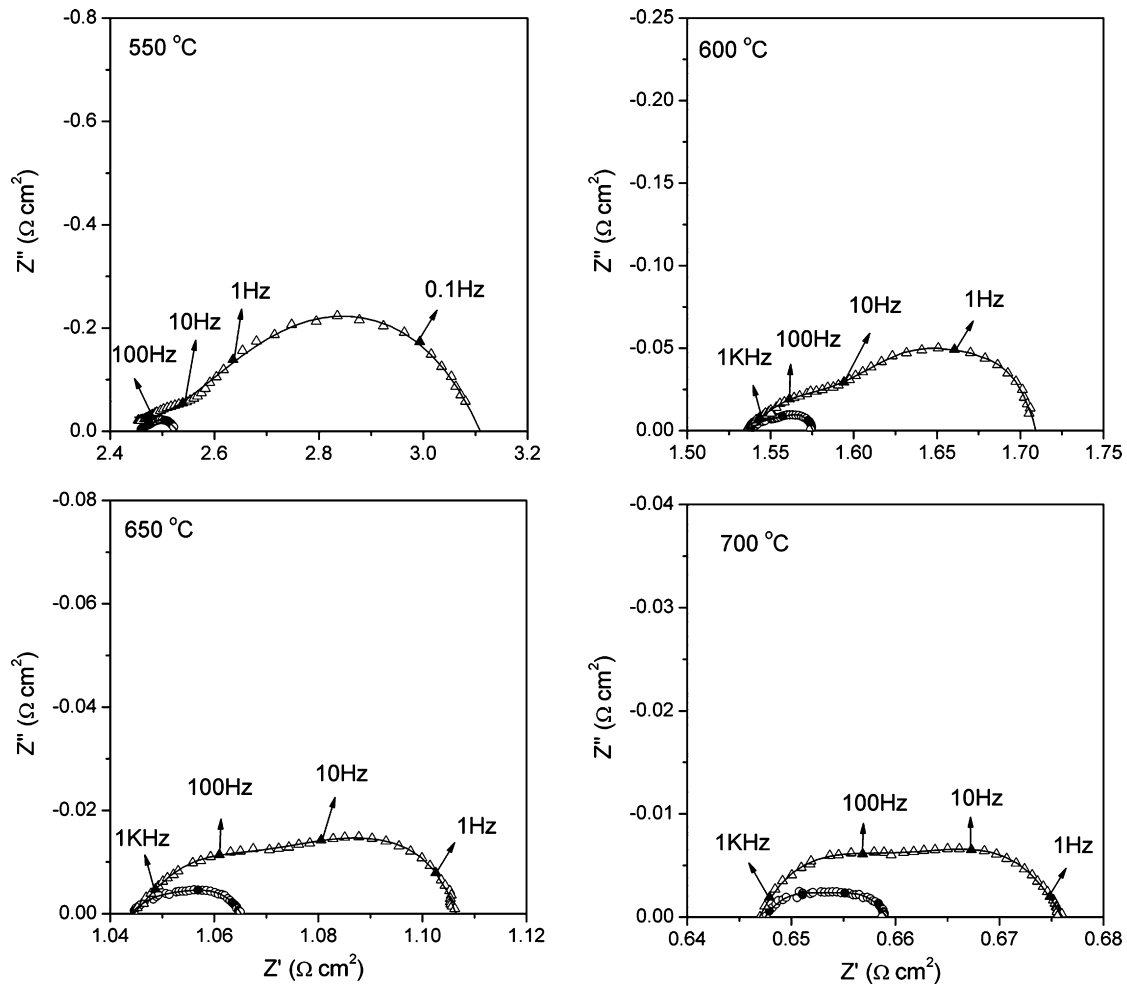 -0.8
550 °C
-0.6
-0.4
Z" (Ω cm²)
0.1Hz
1Hz
-0.2
10Hz
100Hz
0.0
2.4
2.6
2.8
3.0
3.2
-0.25
600 °C
-0.20
-0.15
Z" (Ω cm²)
-0.10
10Hz
1Hz
100Hz
1KHz
-0.05
0.00
1.50
1.55
1.60
1.65
1.70
1.75
-0.08
650 °C
-0.06
Z" (Ω cm²)
-0.04
-0.02
10Hz
100Hz
1KHz
1Hz
0.00
1.04
1.06
1.08
1.10
1.12
Z' (Ω cm²)
-0.04
700 °C
-0.03
Z" (Ω cm²)
-0.02
-0.01
100Hz
10Hz
1KHz
1Hz
0.00
0.64
0.65
0.66
0.67
0.68
Z' (Ω cm²)